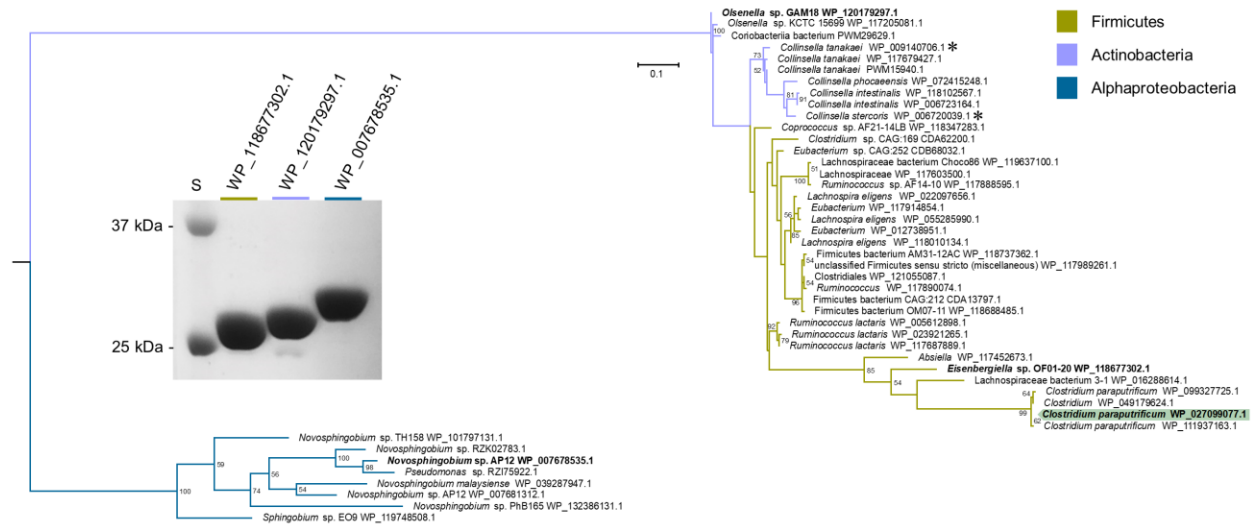 Olsenella sp. GAM18 WP_120179297.1
Olsenella sp. KCTC 15699 WP_117205081.1
100
Coriobacteriia bacterium PWM29629.1
Collinsella tanakaei WP_009140706.1 *
73
Collinsella tanakaei WP_117679427.1
52
Collinsella tanakaei PWM15940.1
Collinsella phocaeensis WP_072415248.1
81
91
Collinsella intestinalis WP_118102567.1
Collinsella intestinalis WP_006723164.1
Collinsella stercoris WP_006720039.1 *
Coprococcus sp. AF21-14LB WP_118347283.1
Clostridium sp. CAG:169 CDA62200.1
Eubacterium sp. CAG:252 CDB68032.1
51
Lachnospiraceae bacterium Choco86 WP_119637100.1
Lachnospiraceae WP_117603500.1
100
Ruminococcus sp. AF14-10 WP_117888595.1
Lachnospira eligens WP_022097656.1
Eubacterium WP_117914854.1
56
Lachnospira eligens WP_055285990.1
65
Eubacterium WP_012738951.1
Lachnospira eligens WP_118010134.1
Firmicutes bacterium AM31-12AC WP_118737362.1
54
unclassified Firmicutes sensu stricto (miscellaneous) WP_117989261.1
Clostridiales WP_121055087.1
54
Ruminococcus WP_117890074.1
96
Firmicutes bacterium CAG:212 CDA13797.1
Firmicutes bacterium OM07-11 WP_118688485.1
92
Ruminococcus lactaris WP_005612898.1
79
Ruminococcus lactaris WP_023921265.1
Ruminococcus lactaris WP_117687889.1
Absiella WP_117452673.1
85
Eisenbergiella sp. OF01-20 WP_118677302.1
54
Lachnospiraceae bacterium 3-1 WP_016288614.1
64
Clostridium paraputrificum WP_099327725.1
Clostridium WP_049179624.1
99
62
Clostridium paraputrificum WP_027099077.1
Clostridium paraputrificum WP_111937163.1
0.1
Firmicutes
Actinobacteria
Alphaproteobacteria
S
WP_118677302.1
WP_120179297.1
WP_007678535.1
37 kDa -
25 kDa -
Novosphingobium sp. TH158 WP_101797131.1
59
Novosphingobium sp. RZK02783.1
100
Novosphingobium sp. AP12 WP_007678535.1
98
56
Pseudomonas sp. RZI75922.1
Novosphingobium malaysiense WP_039287947.1
100
74
54
Novosphingobium sp. AP12 WP_007681312.1
Novosphingobium sp. PhB165 WP_132386131.1
Sphingobium sp. EO9 WP_119748508.1